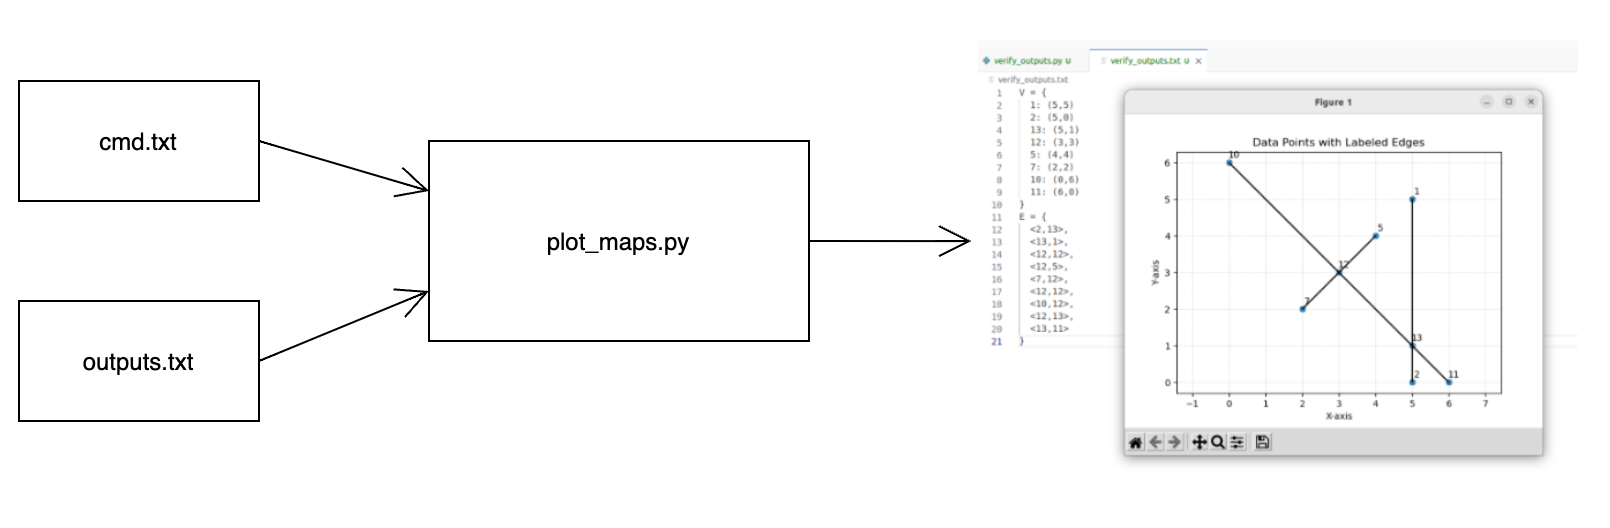 cmd.txt
outputs.txt
plot_maps.py
verify_outputs.py U
verify_outputs.txt U ×
verify_outputs.txt
1 V = {
2 1: (5,5)
3 2: (5,0)
4 13: (5,1)
5 12: (3,3)
6 5: (4,4)
7 7: (2,2)
8 10: (0,6)
9 11: (6,0)
10 }
11 E = {
12 <2,13>,
13 <13,1>,
14 <12,12>,
15 <12,5>,
16 <7,12>,
17 <12,12>,
18 <10,12>,
19 <12,13>,
20 <13,11>
21 }
Figure 1
Data Points with Labeled Edges
Y-axis
6
5
4
3
2
1
0
10
1
5
12
7
13
2
11
−1 0 1 2 3 4 5 6 7
X-axis